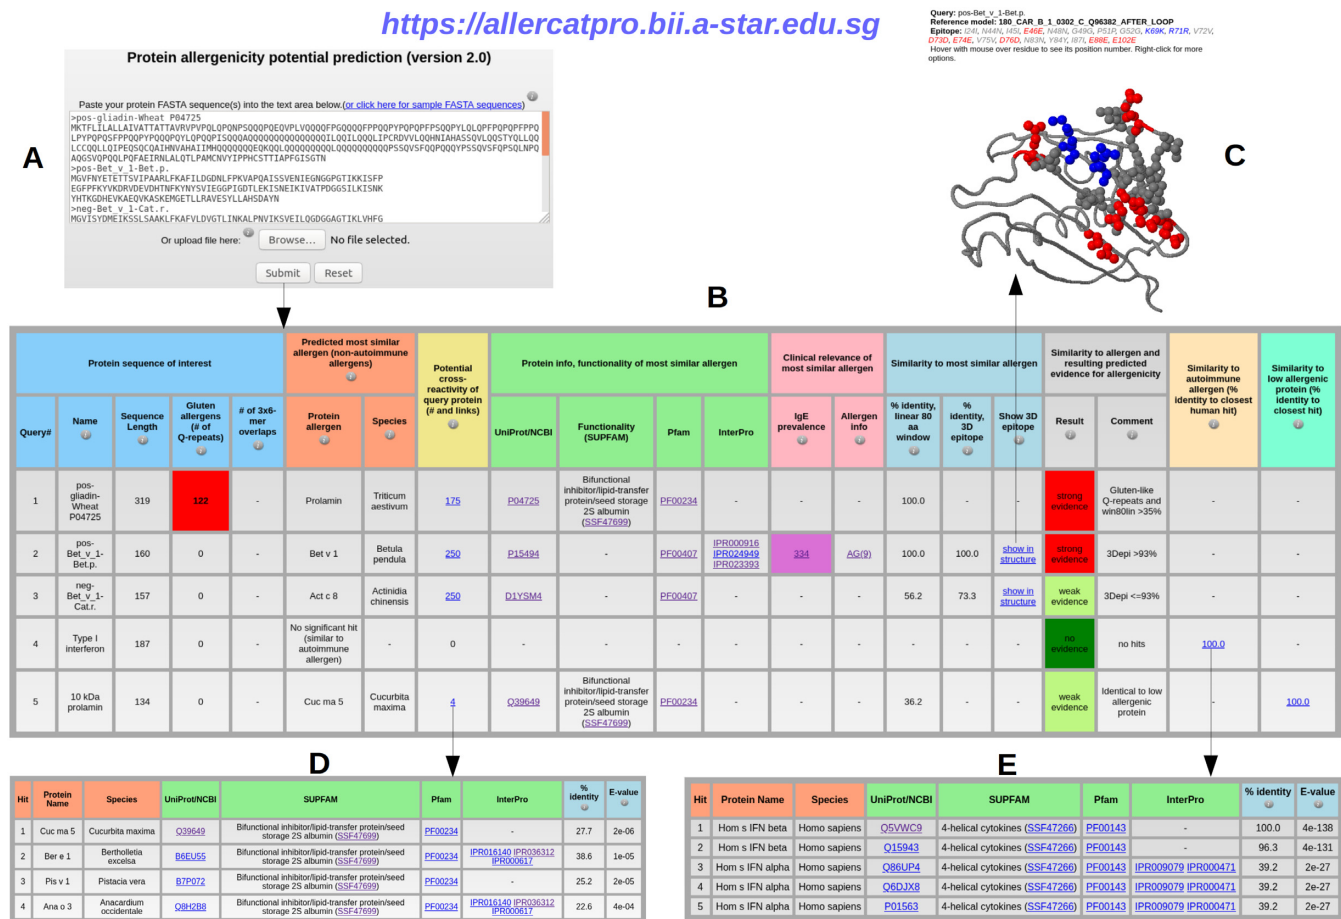 https://allercatpro.bii.a-star.edu.sg
Query: pos-Bet_v_1-Bet.p.
Reference model: 180_CAR_B_1_0302_C_Q96382_AFTER_LOOP
Epitope: I24I, N44N, I45I, E46E, N48N, G49G, P51P, G52G, K69K, R71R, V72V,
D73D, E74E, V75V, D76D, N83N, Y84Y, I87I, E88E, E102E
Hover with mouse over residue to see its position number. Right-click for more
options.
A
Protein allergenicity potential prediction (version 2.0)
Paste your protein FASTA sequence(s) into the text area below.(or click here for sample FASTA sequences)
>pos-gliadin-Wheat P04725
>pos-Bet_v_1-Bet.p.
MGVFNYETETTSVIPAARLFKAFILDGDNLFPKVAPQAISSVENIEGNGGPGTIKKISFP
EGFPFKYVKDRVDEVDHTNFKYNYSVIEGGPIGDTLEKISNEIKIVATPDGGSILKISNK
YHTKGDHEVKAEQVKASKEMGETLLRAVESYLLAHSDAYN
>neg-Bet_v_1-Cat.r.
MGVISYDMEIKSSLSAAKLFKAFVLDVGTLINKALPNVIKSVEILQGDGGAGTIKLVHFG
Or upload file here: Browse... No file selected.
Submit Reset
C
B
Protein sequence of interest
Predicted most similar allergen (non-autoimmune allergens)
Potential cross-reactivity of query protein (# and links)
Protein info, functionality of most similar allergen
Clinical relevance of most similar allergen
Similarity to most similar allergen
Similarity to allergen and resulting predicted evidence for allergenicity
Similarity to autoimmune allergen (% identity to closest human hit)
Similarity to low allergenic protein (% identity to closest hit)
Query# Name Sequence Length Gluten allergens (# of Q-repeats) # of 3x6-mer overlaps Protein allergen Species UniProt/NCBI Functionality (SUPFAM) Pfam InterPro IgE prevalence Allergen info % identity, linear 80 aa window % identity, 3D epitope Show 3D epitope Result Comment
1 pos-gliadin-Wheat P04725 319 122 - Prolamin Triticum aestivum 175 P04725 Bifunctional inhibitor/lipid-transfer protein/seed storage 2S albumin (SSF47699) PF00234 - - - 100.0 - - strong evidence Gluten-like Q-repeats and win80lin >35% - -
2 pos-Bet_v_1-Bet.p. 160 0 - Bet v 1 Betula pendula 250 P15494 - PF00407 IPR000916 IPR024949 IPR023393 334 AG(9) 100.0 100.0 show in structure strong evidence 3Depi >93% - -
3 neg-Bet_v_1-Cat.r. 157 0 - Act c 8 Actinidia chinensis 250 D1YSM4 - PF00407 - - - 56.2 73.3 show in structure weak evidence 3Depi <=93% - -
4 Type I interferon 187 0 - No significant hit (similar to autoimmune allergen) - 0 - - - - - - - - - no evidence no hits 100.0 -
5 10 kDa prolamin 134 0 - Cuc ma 5 Cucurbita maxima 4 Q39649 Bifunctional inhibitor/lipid-transfer protein/seed storage 2S albumin (SSF47699) PF00234 - - - 36.2 - - weak evidence Identical to low allergenic protein - 100.0
D
Hit Protein Name Species UniProt/NCBI SUPFAM Pfam InterPro % identity E-value
1 Cuc ma 5 Cucurbita maxima Q39649 Bifunctional inhibitor/lipid-transfer protein/seed storage 2S albumin (SSF47699) PF00234 - 27.7 2e-06
2 Ber e 1 Bertholletia excelsa B6EU55 Bifunctional inhibitor/lipid-transfer protein/seed storage 2S albumin (SSF47699) PF00234 IPR016140 IPR036312 IPR000617 38.6 1e-05
3 Pis v 1 Pistacia vera B7P072 Bifunctional inhibitor/lipid-transfer protein/seed storage 2S albumin (SSF47699) PF00234 - 25.2 2e-05
4 Ana o 3 Anacardium occidentale Q8H2B8 Bifunctional inhibitor/lipid-transfer protein/seed storage 2S albumin (SSF47699) PF00234 IPR016140 IPR036312 IPR000617 22.6 4e-04
E
Hit Protein Name Species UniProt/NCBI SUPFAM Pfam InterPro % identity E-value
1 Hom s IFN beta Homo sapiens Q5VWC9 4-helical cytokines (SSF47266) PF00143 - 100.0 4e-138
2 Hom s IFN beta Homo sapiens Q15943 4-helical cytokines (SSF47266) PF00143 - 96.3 4e-131
3 Hom s IFN alpha Homo sapiens Q86UP4 4-helical cytokines (SSF47266) PF00143 IPR009079 IPR000471 39.2 2e-27
4 Hom s IFN alpha Homo sapiens Q6DJX8 4-helical cytokines (SSF47266) PF00143 IPR009079 IPR000471 39.2 2e-27
5 Hom s IFN alpha Homo sapiens P01563 4-helical cytokines (SSF47266) PF00143 IPR009079 IPR000471 39.2 2e-27